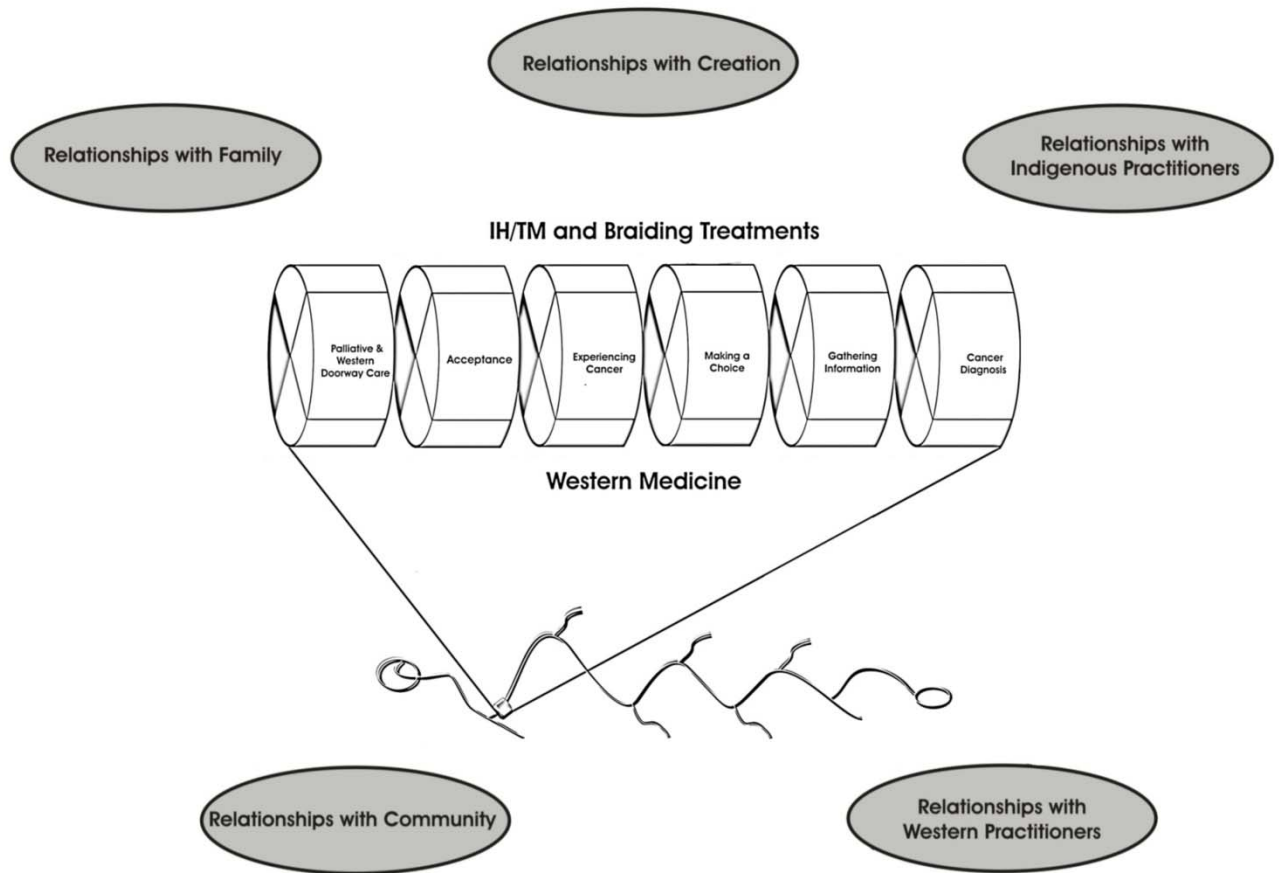 Relationships with Creation
Relationships with Family
Relationships with
Indigenous Practitioners
IH/TM and Braiding Treatments
Palliative &
Western
Doorway Care
Acceptance
Experiencing
Cancer
Making a
Choice
Gathering
Information
Cancer
Diagnosis
Western Medicine
Relationships with Community
Relationships with
Western Practitioners